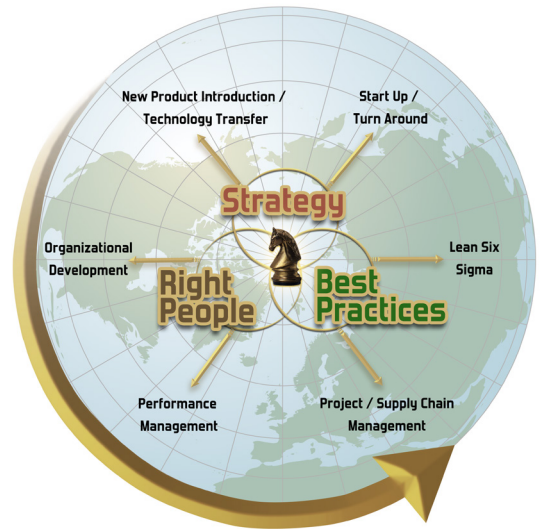 New Product Introduction /
Technology Transfer
Start Up /
Turn Around
Strategy
Organizational
Development
Right
People
Best
Practices
Lean Six
Sigma
Performance
Management
Project / Supply Chain
Management